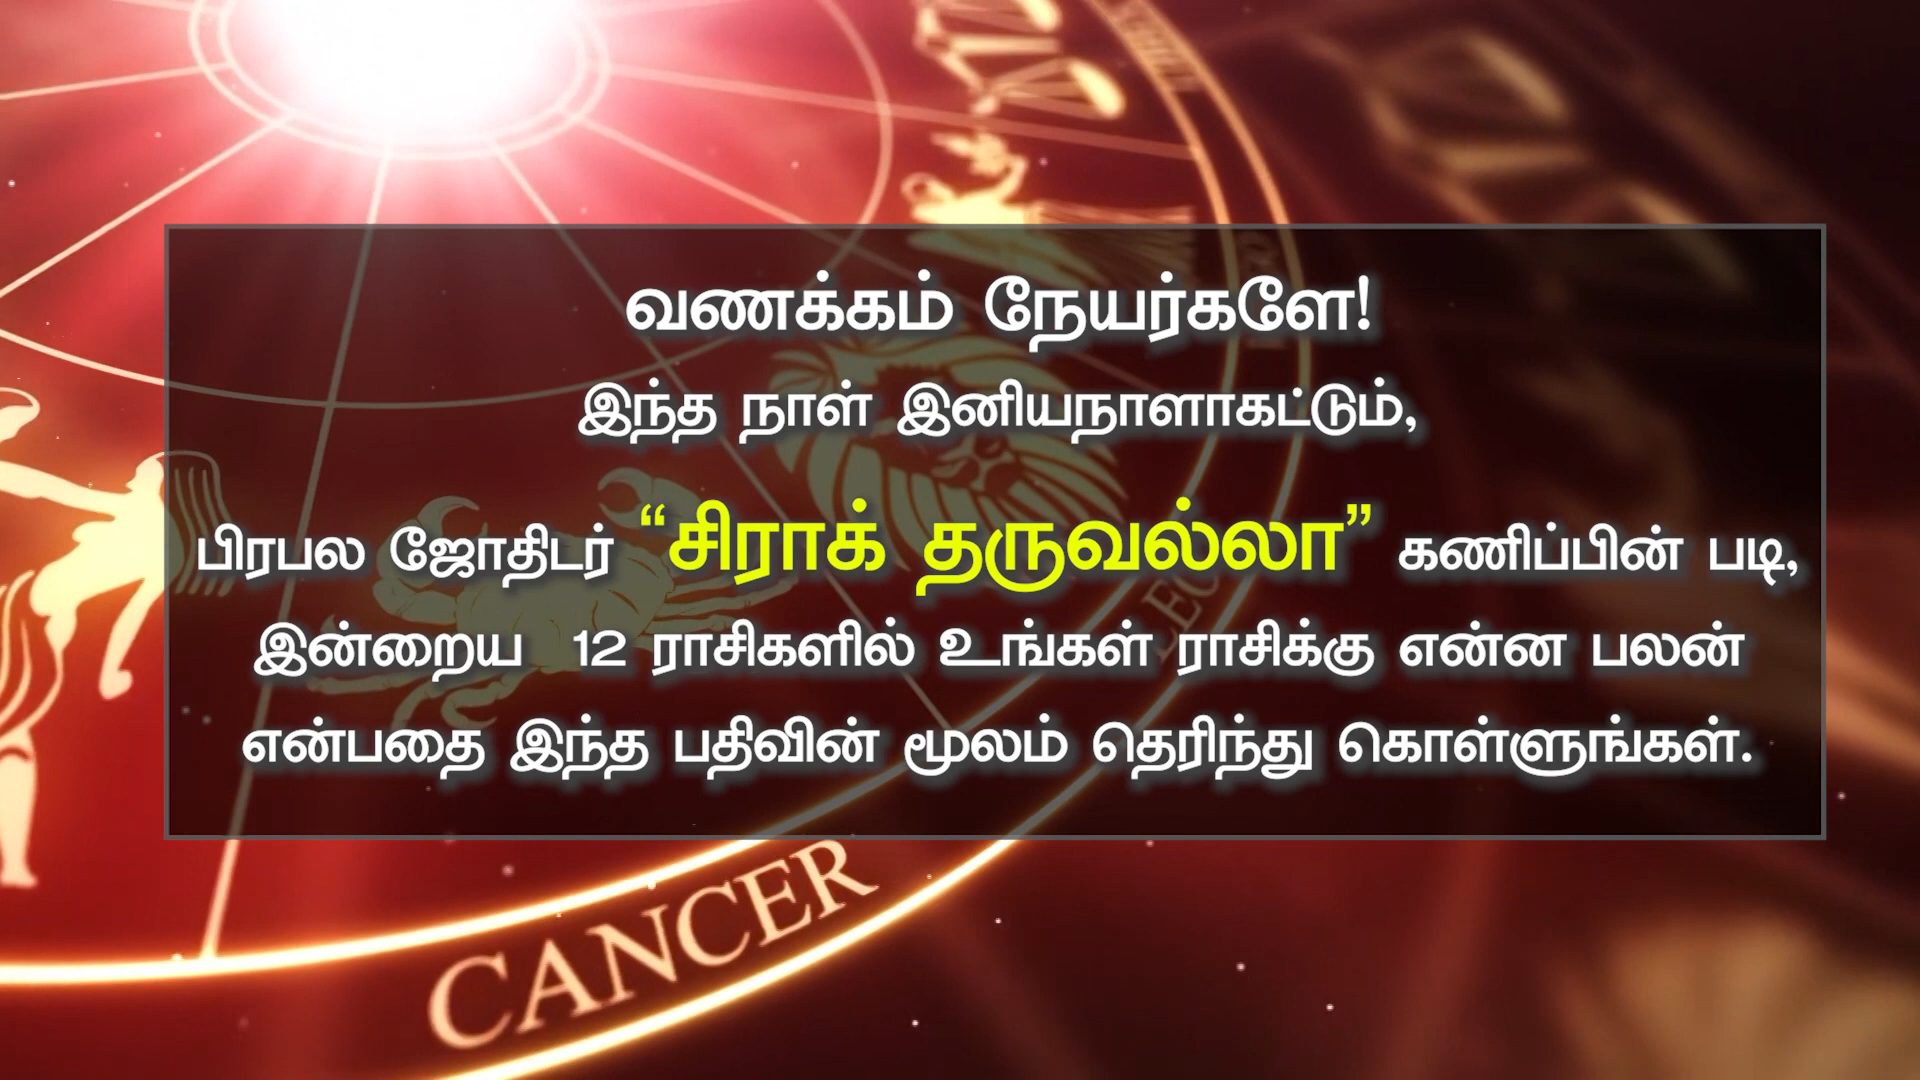 வணக்கம் நேயர்களே!
இந்த நாள் இனியநாளாகட்டும்,
பிரபல ஜோதிடர் “சிராக் தருவல்லா” கணிப்பின் படி,
இன்றைய 12 ராசிகளில் உங்கள் ராசிக்கு என்ன பலன்
என்பதை இந்த பதிவின் மூலம் தெரிந்து கொள்ளுங்கள்.
LEO
CANCER